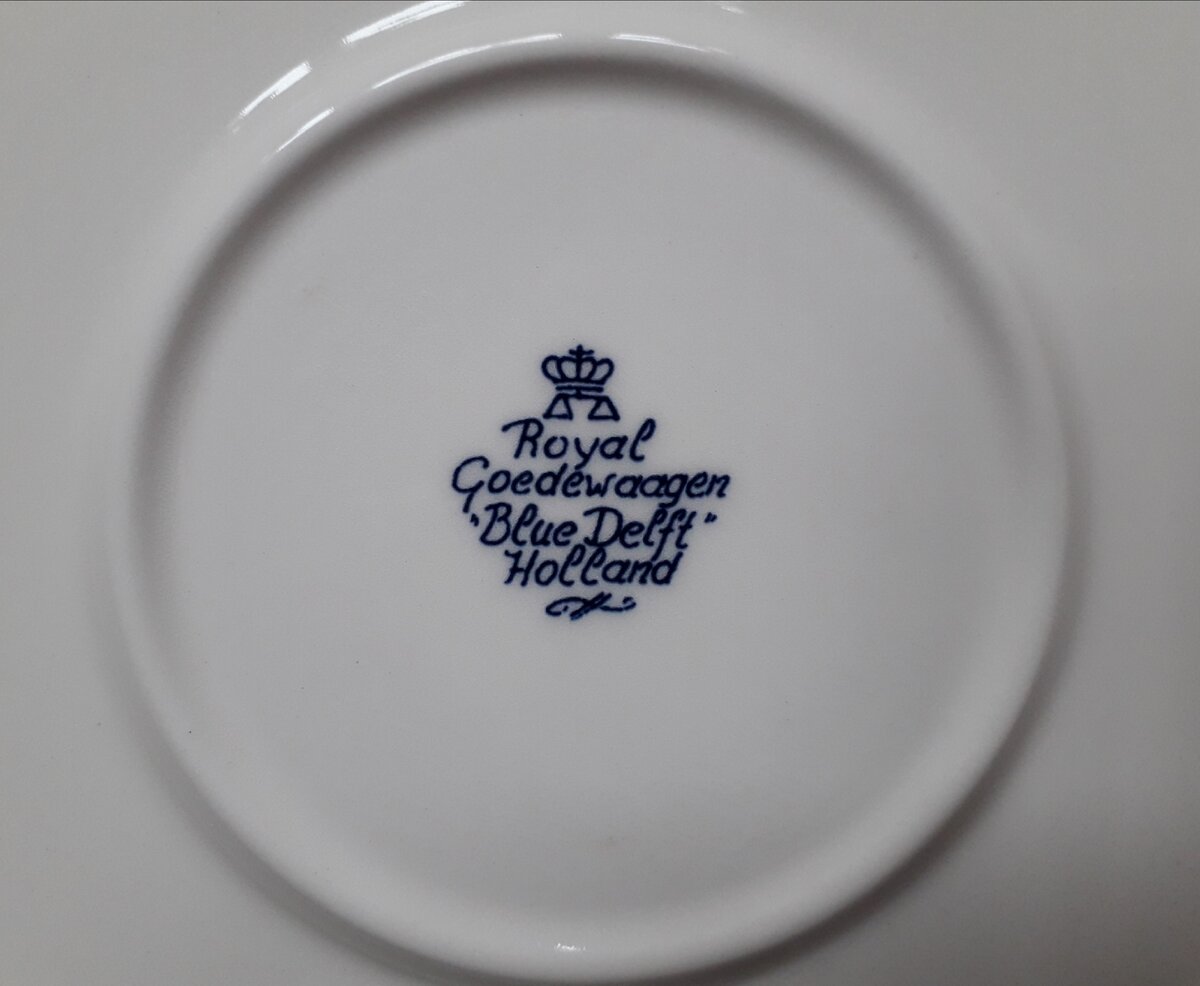 Royal
Goedewaagen
"Blue Delft"
Holland